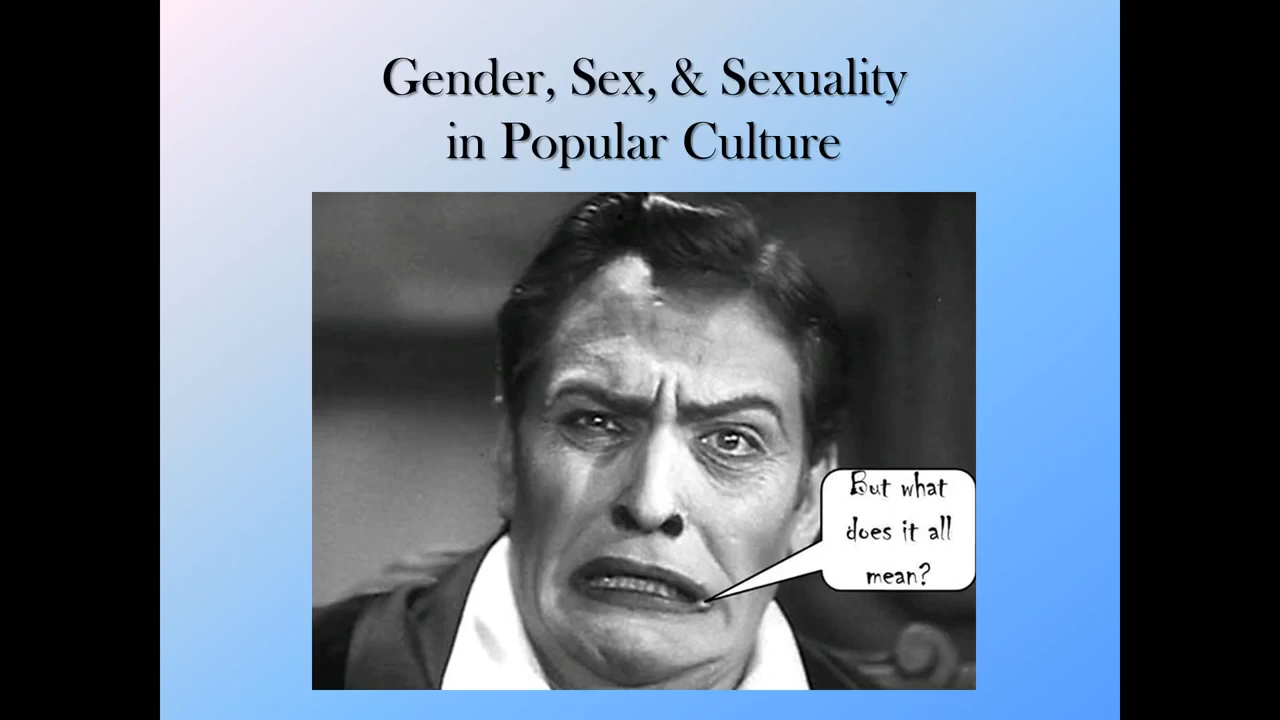 Gender, Sex, & Sexuality
in Popular Culture
But what
does it all
mean?